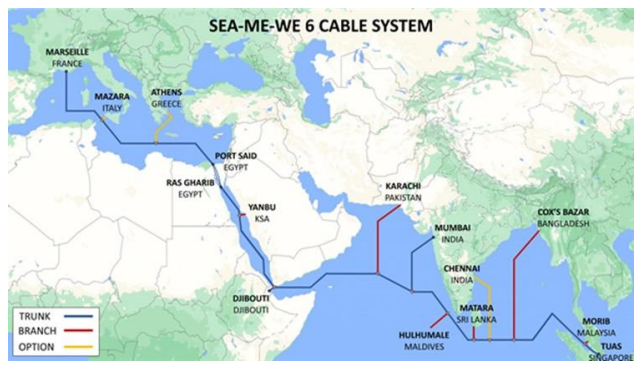 SEA-ME-WE 6 CABLE SYSTEM
MARSEILLE
FRANCE
MAZARA
ITALY
ATHENS
GREECE
PORT SAID
EGYPT
RAS GHARIB
EGYPT
YANBU
KSA
KARACHI
PAKISTAN
COX'S BAZAR
BANGLADESH
MUMBAI
INDIA
CHENNAI
INDIA
DJIBOUTI
DJIBOUTI
MATARA
SRI LANKA
HULHUMALE
MALDIVES
MORIB
MALAYSIA
TUAS
SINGAPORE
TRUNK
BRANCH
OPTION